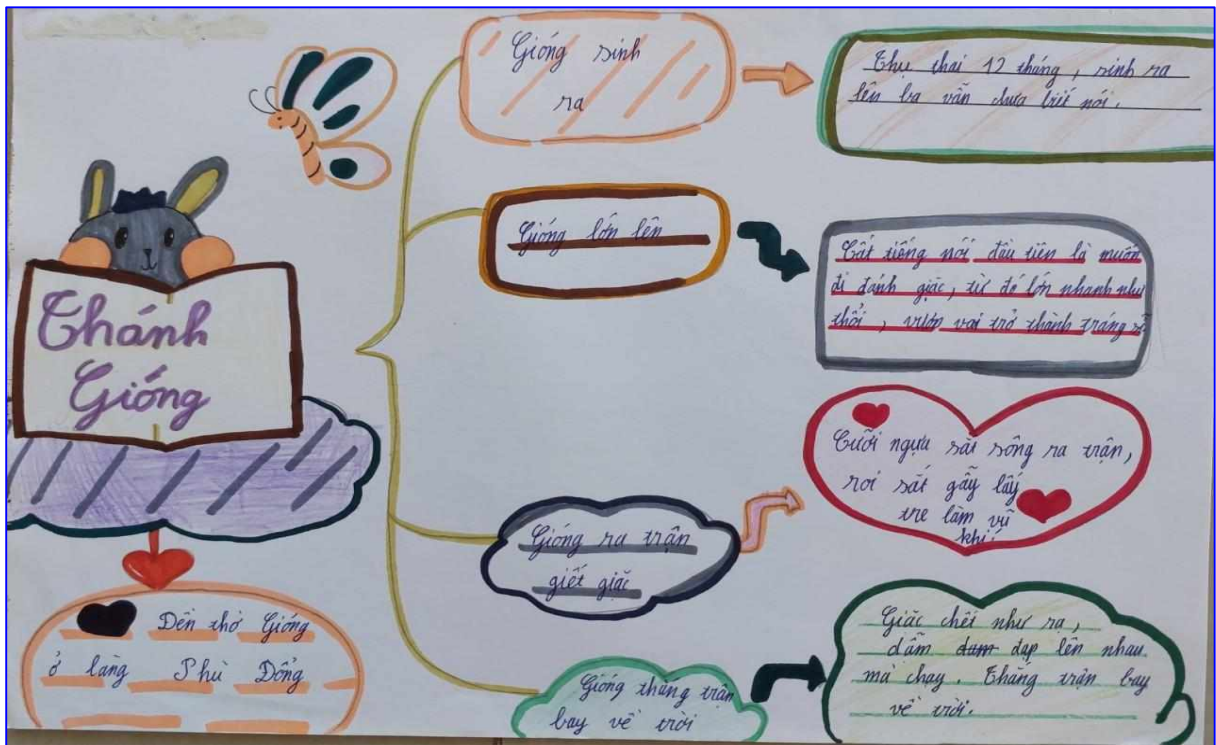 Thánh
Gióng
Đền thờ Gióng
ở làng Phù Đổng
Gióng sinh
ra
Thụ thai 12 tháng, sinh ra
lên ba vẫn chưa biết nói.
Gióng lớn lên
Cất tiếng nói đầu tiên là muốn
đi đánh giặc, từ đó lớn nhanh như
thổi, vươn vai trở thành tráng sĩ
Gióng ra trận
giết giặc
Cưỡi ngựa sắt sông ra trận,
roi sắt gãy lấy
tre làm vũ
khí.
Gióng thắng trận
bay về trời
Giặc chết như rạ,
dẫm dam đạp lên nhau
mà chạy. Thắng trận bay
về trời.